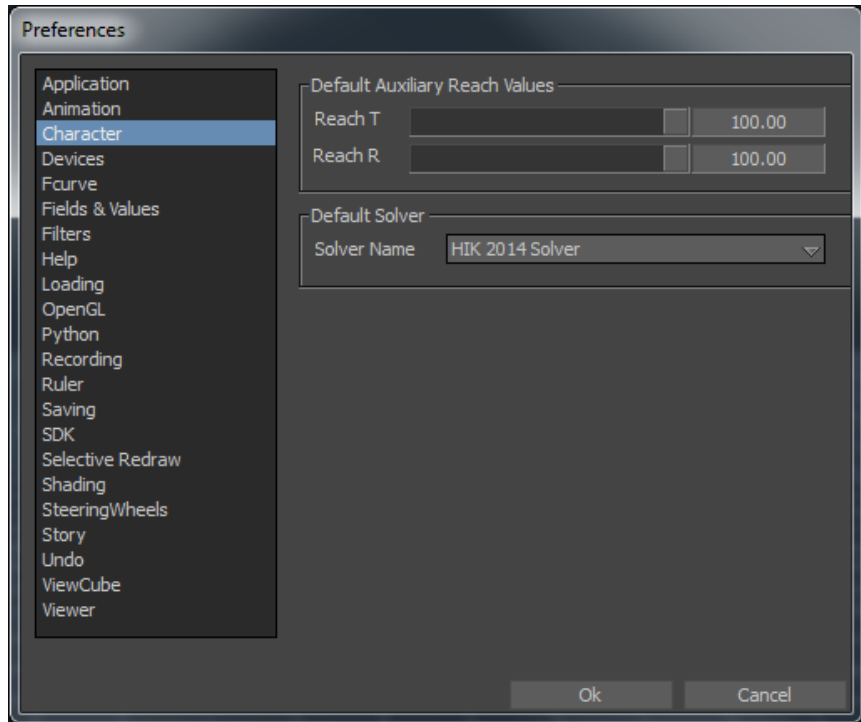 Preferences
Application
Animation
Character
Devices
Fcurve
Fields & Values
Filters
Help
Loading
OpenGL
Python
Recording
Ruler
Saving
SDK
Selective Redraw
Shading
SteeringWheels
Story
Undo
ViewCube
Viewer
Default Auxiliary Reach Values
Reach T 100.00
Reach R 100.00
Default Solver
Solver Name HIK 2014 Solver
Ok Cancel